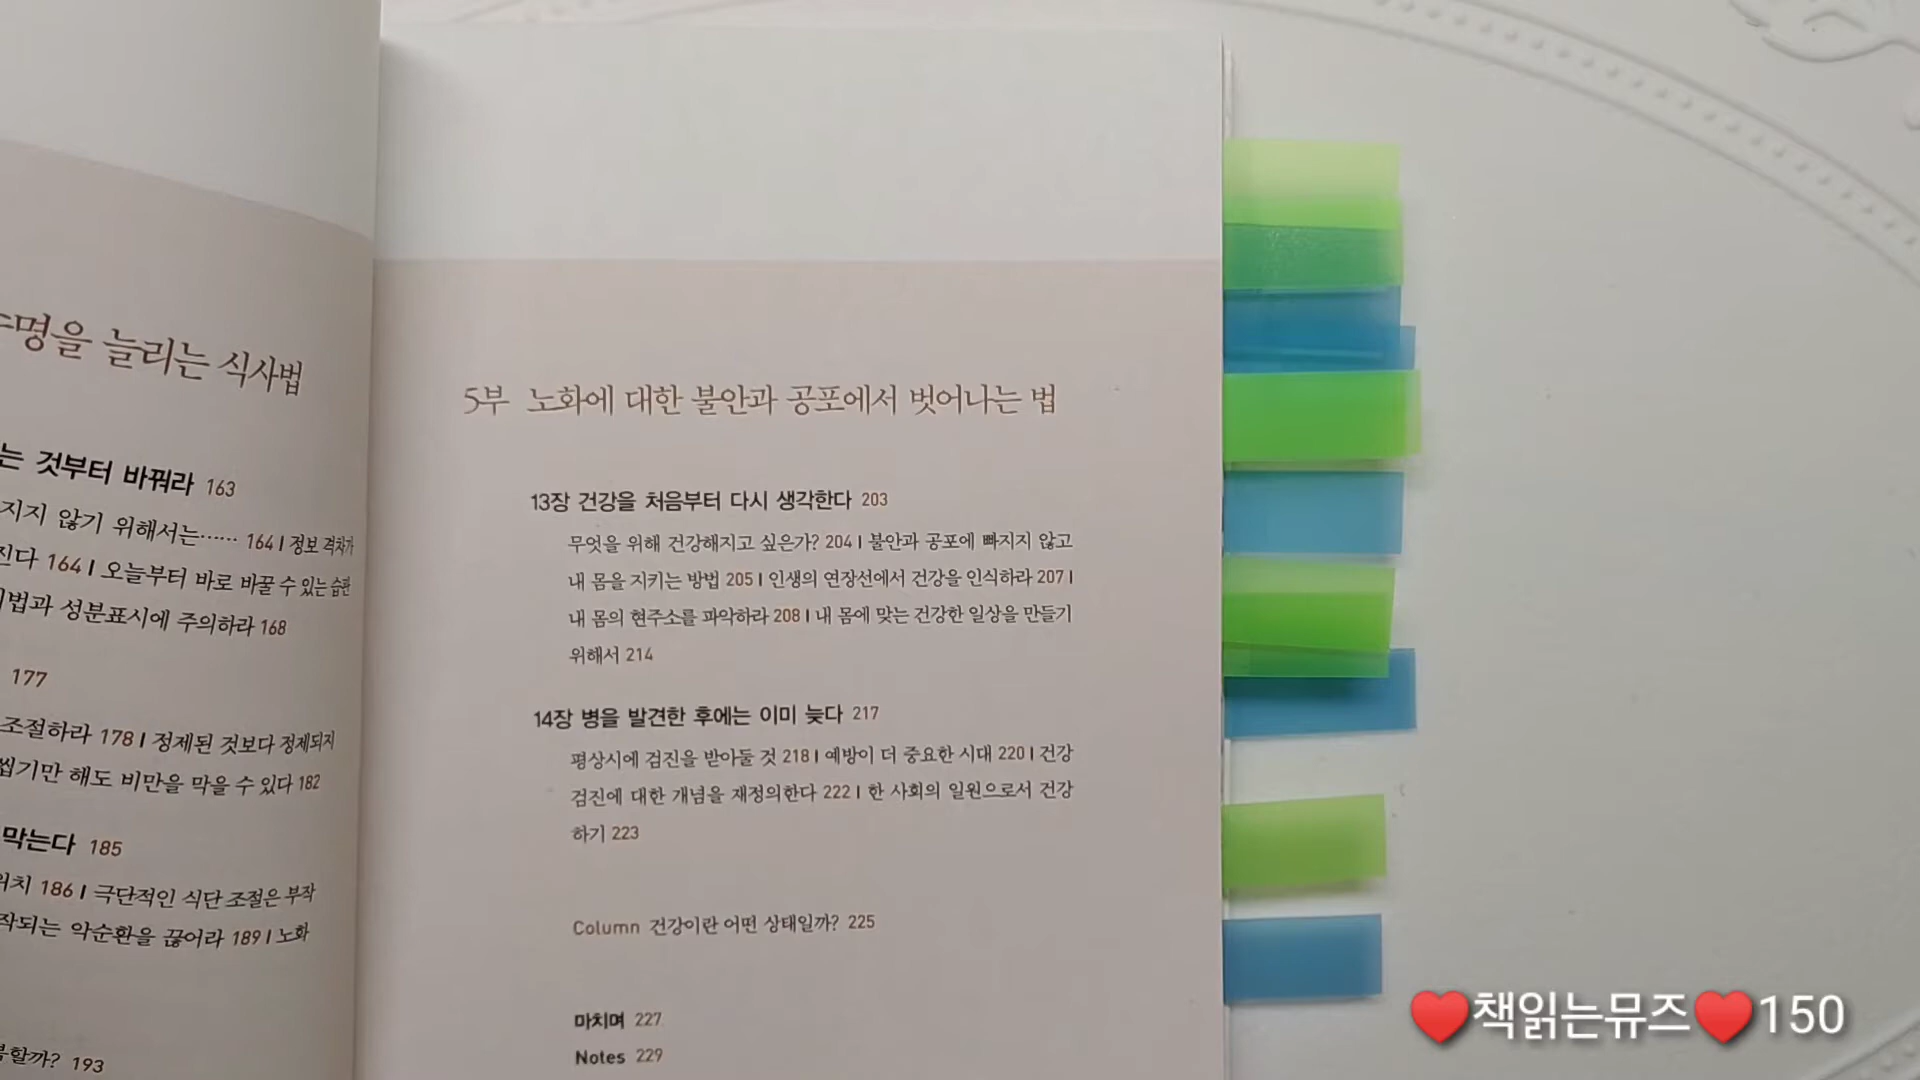 늘리는 식사법
것부터 바꿔라 163
않기 위해서는…… 164 I 정보 격차가
164 I 오늘부터 바로 바꿀 수 있는 습관
성분표시에 주의하라 168
177
조절하라 178 I 정제된 것보다 정제되지
씹기만 해도 비만을 막을 수 있다 182
막는다 185
186 I 극단적인 식단 조절은 부작
악순환을 끊어라 189 I 노화
193
5부 노화에 대한 불안과 공포에서 벗어나는 법
13장 건강을 처음부터 다시 생각한다 203
무엇을 위해 건강해지고 싶은가? 204 I 불안과 공포에 빠지지 않고
내 몸을 지키는 방법 205 I 인생의 연장선에서 건강을 인식하라 207 I
내 몸의 현주소를 파악하라 208 I 내 몸에 맞는 건강한 일상을 만들기
위해서 214
14장 병을 발견한 후에는 이미 늦다 217
평상시에 검진을 받아둘 것 218 I 예방이 더 중요한 시대 220 I 건강
검진에 대한 개념을 재정의한다 222 I 한 사회의 일원으로서 건강
하기 223
Column 건강이란 어떤 상태일까? 225
마치며 227
Notes 229
❤책읽는뮤즈❤150